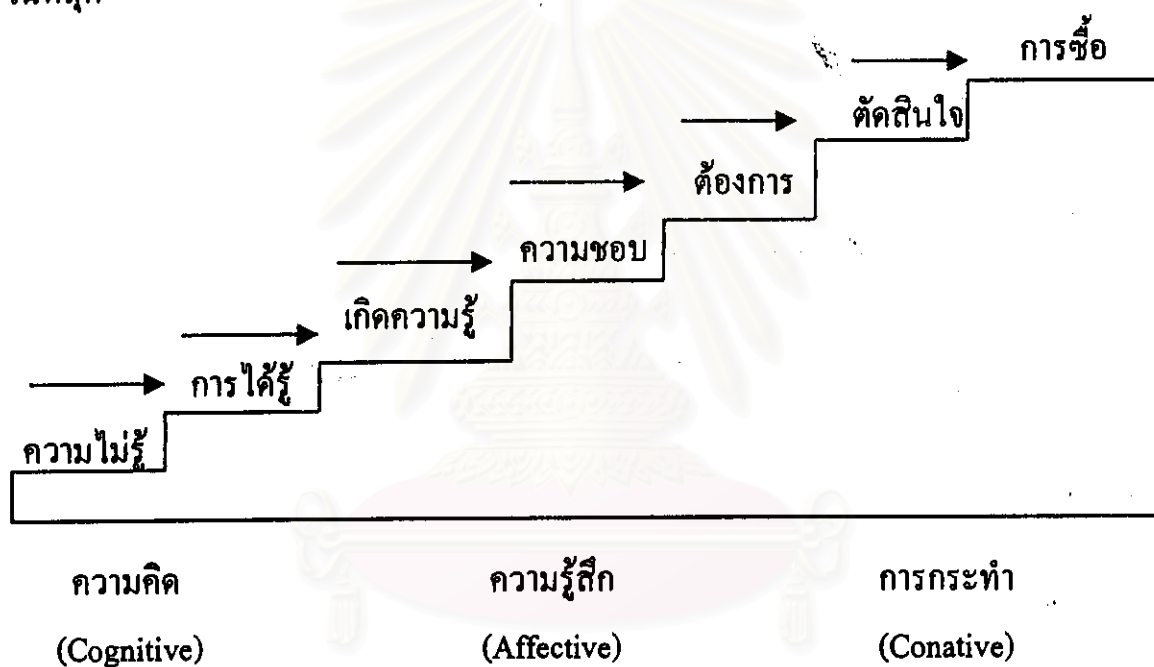 การซื้อ
ตัดสินใจ
ต้องการ
ความชอบ
เกิดความรู้
การได้รู้
ความไม่รู้
ความคิด ความรู้สึก การกระทำ
(Cognitive) (Affective) (Conative)